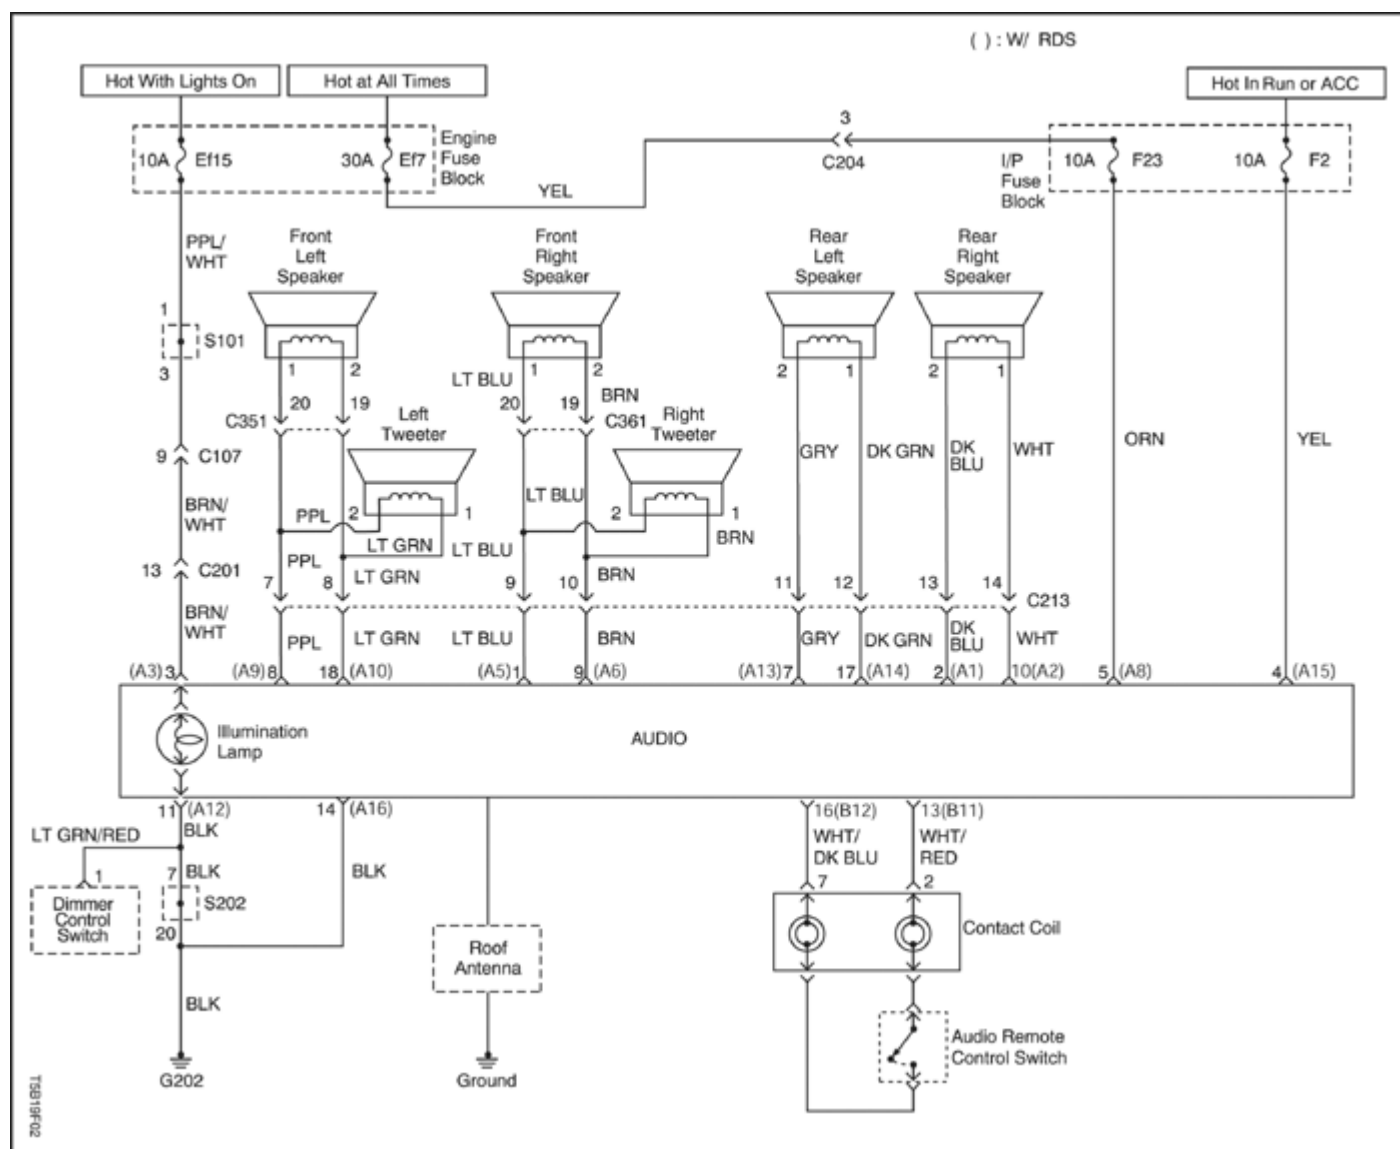 ( ) : W/ RDS
Hot With Lights On
Hot at All Times
Hot In Run or ACC
10A Ef15
30A Ef7
Engine
Fuse
Block
YEL
3
C204
I/P
Fuse
Block
10A F23
10A F2
PPL/
WHT
Front
Left
Speaker
Front
Right
Speaker
Rear
Left
Speaker
Rear
Right
Speaker
1
S101
3
1 2
1 2
2 1
2 1
LT BLU
BRN
20 19
C351
20 19
C361
Left
Tweeter
Right
Tweeter
9 C107
BRN/
WHT
GRY
DK GRN
DK
BLU
WHT
ORN
YEL
PPL
2 1
LT GRN
LT BLU
2 1
BRN
LT BLU
13 C201
PPL
LT GRN
BRN
7 8 9 10 11 12 13 14
C213
BRN/
WHT
PPL
LT GRN
LT BLU
BRN
GRY
DK GRN
DK
BLU
WHT
(A3) 3
(A9) 8
18 (A10)
(A5) 1
9 (A6)
(A13) 7
17 (A14)
2 (A1)
10(A2)
5 (A8)
4 (A15)
Illumination
Lamp
AUDIO
11 (A12)
14 (A16)
16(B12)
13(B11)
LT GRN/RED
BLK
WHT/
DK BLU
WHT/
RED
1
7 BLK
BLK
7
2
Dimmer
Control
Switch
S202
20
Roof
Antenna
Contact Coil
BLK
Audio Remote
Control Switch
G202
Ground
T5B19F02